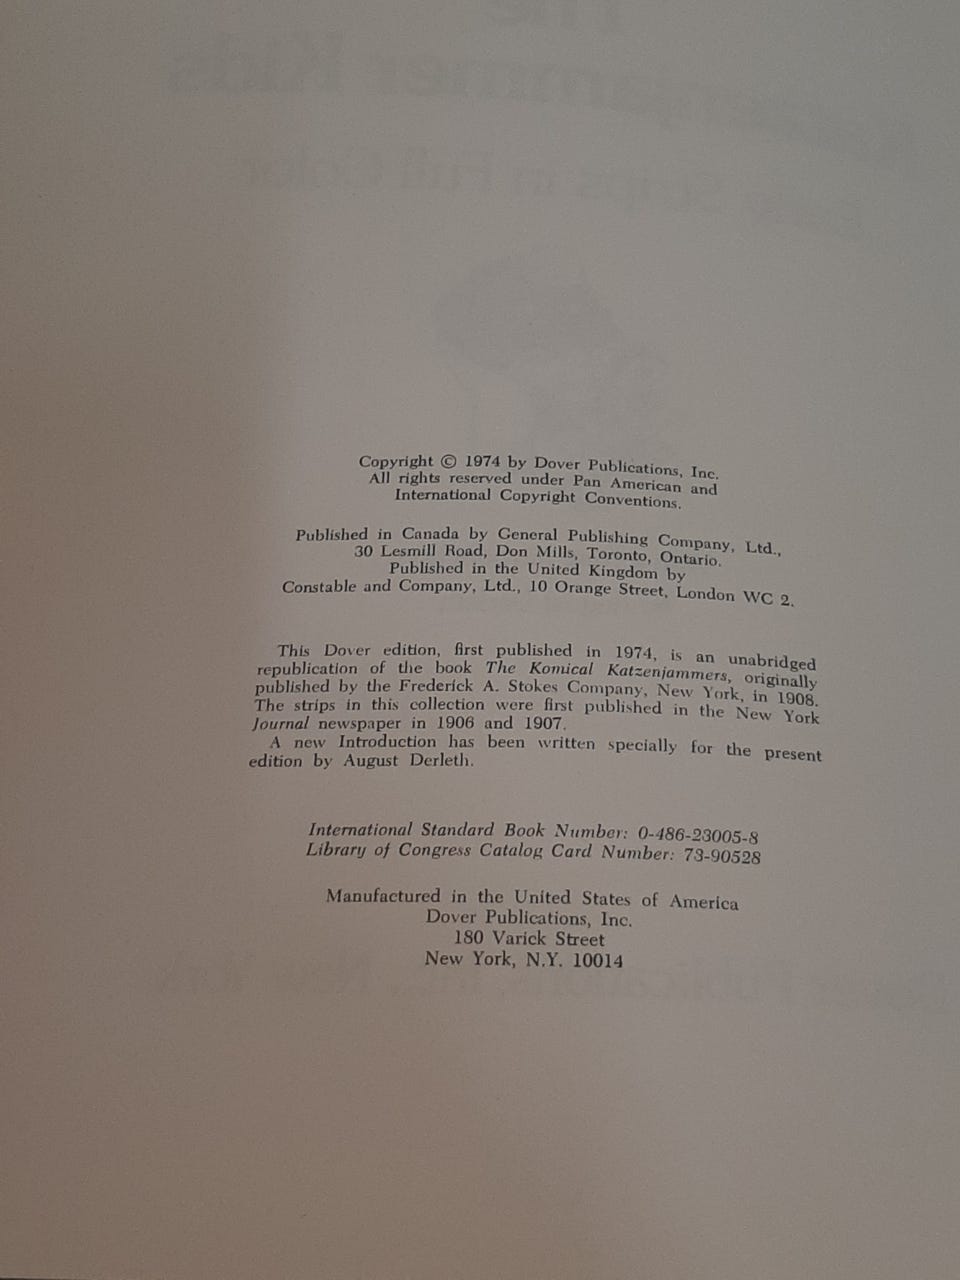 Copyright © 1974 by Dover Publications, Inc.
All rights reserved under Pan American and
International Copyright Conventions.
Published in Canada by General Publishing Company, Ltd.,
30 Lesmill Road, Don Mills, Toronto, Ontario.
Published in the United Kingdom by
Constable and Company, Ltd., 10 Orange Street, London WC 2.
This Dover edition, first published in 1974, is an unabridged
republication of the book The Komical Katzenjammers, originally
published by the Frederick A. Stokes Company, New York, in 1908.
The strips in this collection were first published in the New York
Journal newspaper in 1906 and 1907.
A new Introduction has been written specially for the present
edition by August Derleth.
International Standard Book Number: 0-486-23005-8
Library of Congress Catalog Card Number: 73-90528
Manufactured in the United States of America
Dover Publications, Inc.
180 Varick Street
New York, N.Y. 10014